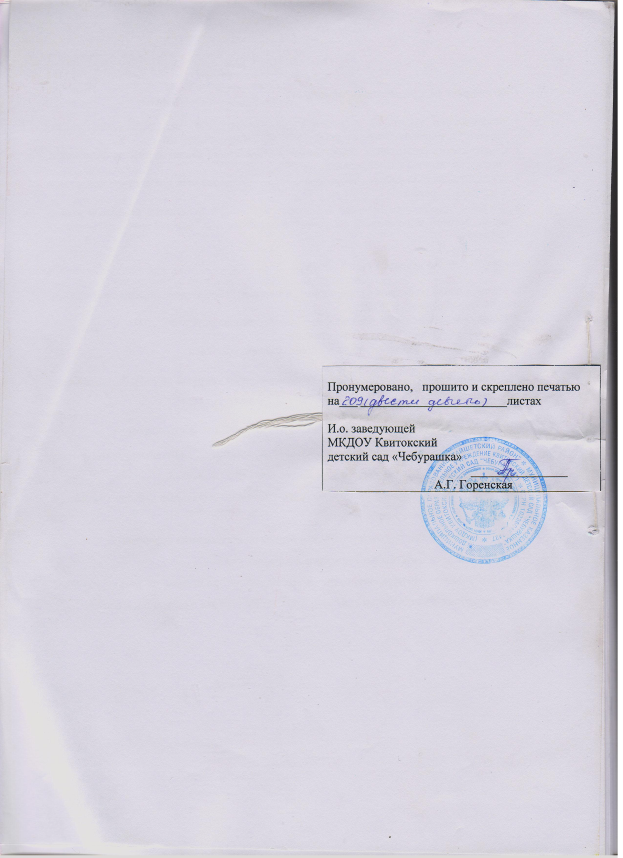 Пронумеровано, прошито и скреплено печатью
на 209 (двести девять) листах
И.о. заведующей
МКДОУ Квитокский
детский сад «Чебурашка»
А.Г. Горенская